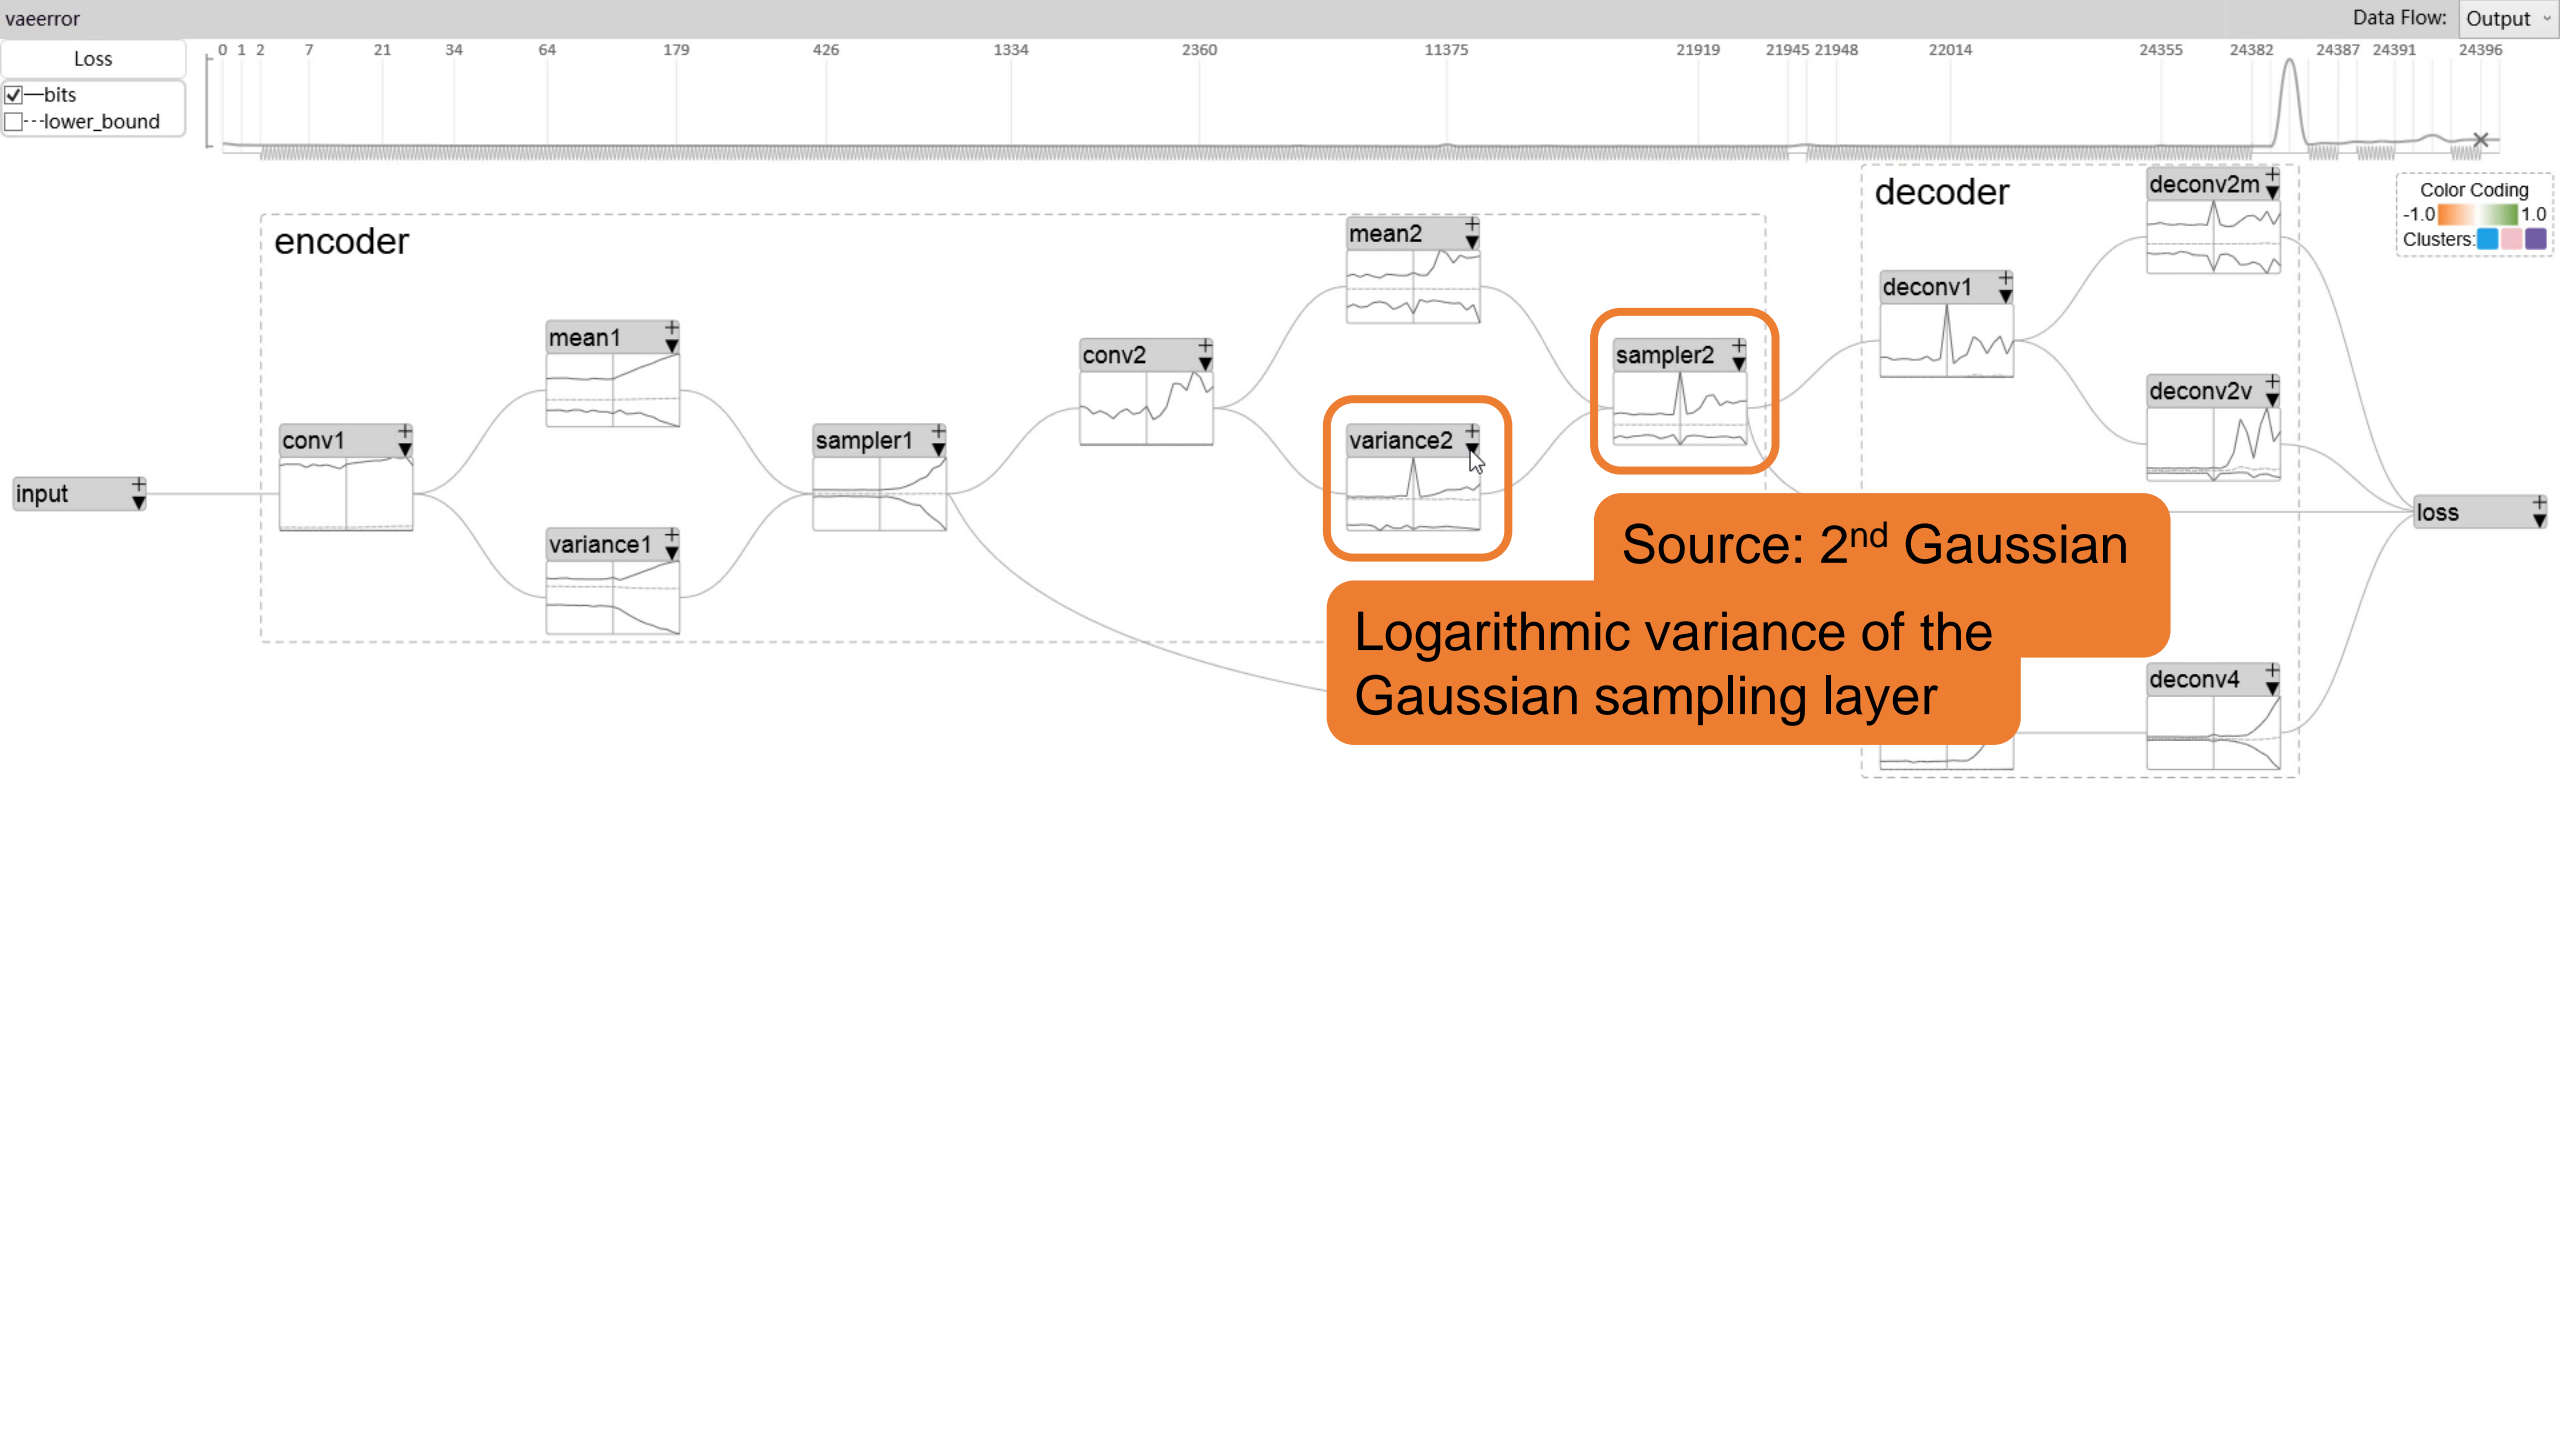 vaeerror
Data Flow: Output
Loss
0 1 2 7 21 34 64 179 426 1334 2360 11375 21919 21945 21948 22014 24355 24382 24387 24391 24396
bits
lower_bound
encoder
decoder
Color Coding
-1.0 1.0
Clusters:
input
conv1
mean1
variance1
sampler1
conv2
mean2
variance2
sampler2
deconv1
deconv2m
deconv2v
deconv4
loss
Source: 2nd Gaussian
Logarithmic variance of the
Gaussian sampling layer